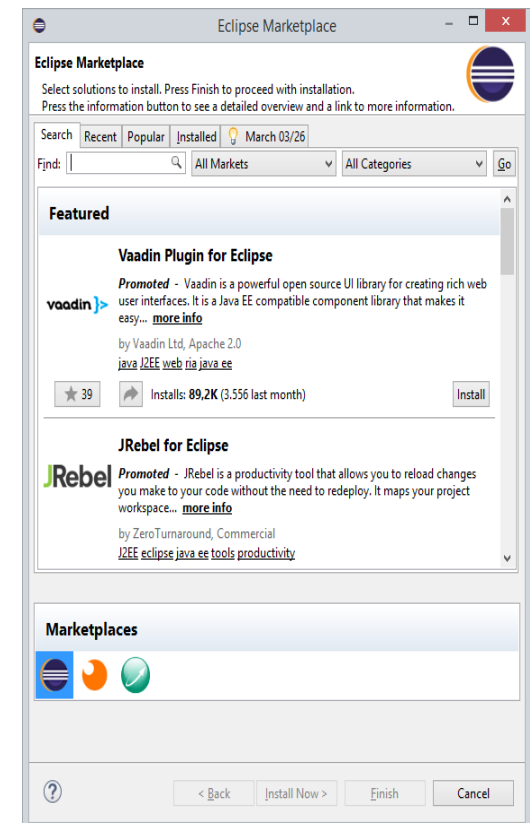 Eclipse Marketplace
Eclipse Marketplace
Select solutions to install. Press Finish to proceed with installation.
Press the information button to see a detailed overview and a link to more information.
Search Recent Popular Installed March 03/26
Find: All Markets All Categories Go
Featured
Vaadin Plugin for Eclipse
Promoted - Vaadin is a powerful open source UI library for creating rich web
vaadin}> user interfaces. It is a Java EE compatible component library that makes it
easy... more info
by Vaadin Ltd, Apache 2.0
java J2EE web ria java ee
39 Installs: 89,2K (3.556 last month) Install
JRebel for Eclipse
JRebel Promoted - JRebel is a productivity tool that allows you to reload changes
you make to your code without the need to redeploy. It maps your project
workspace... more info
by ZeroTurnaround, Commercial
J2EE eclipse java ee tools productivity
Marketplaces
? < Back Install Now > Finish Cancel